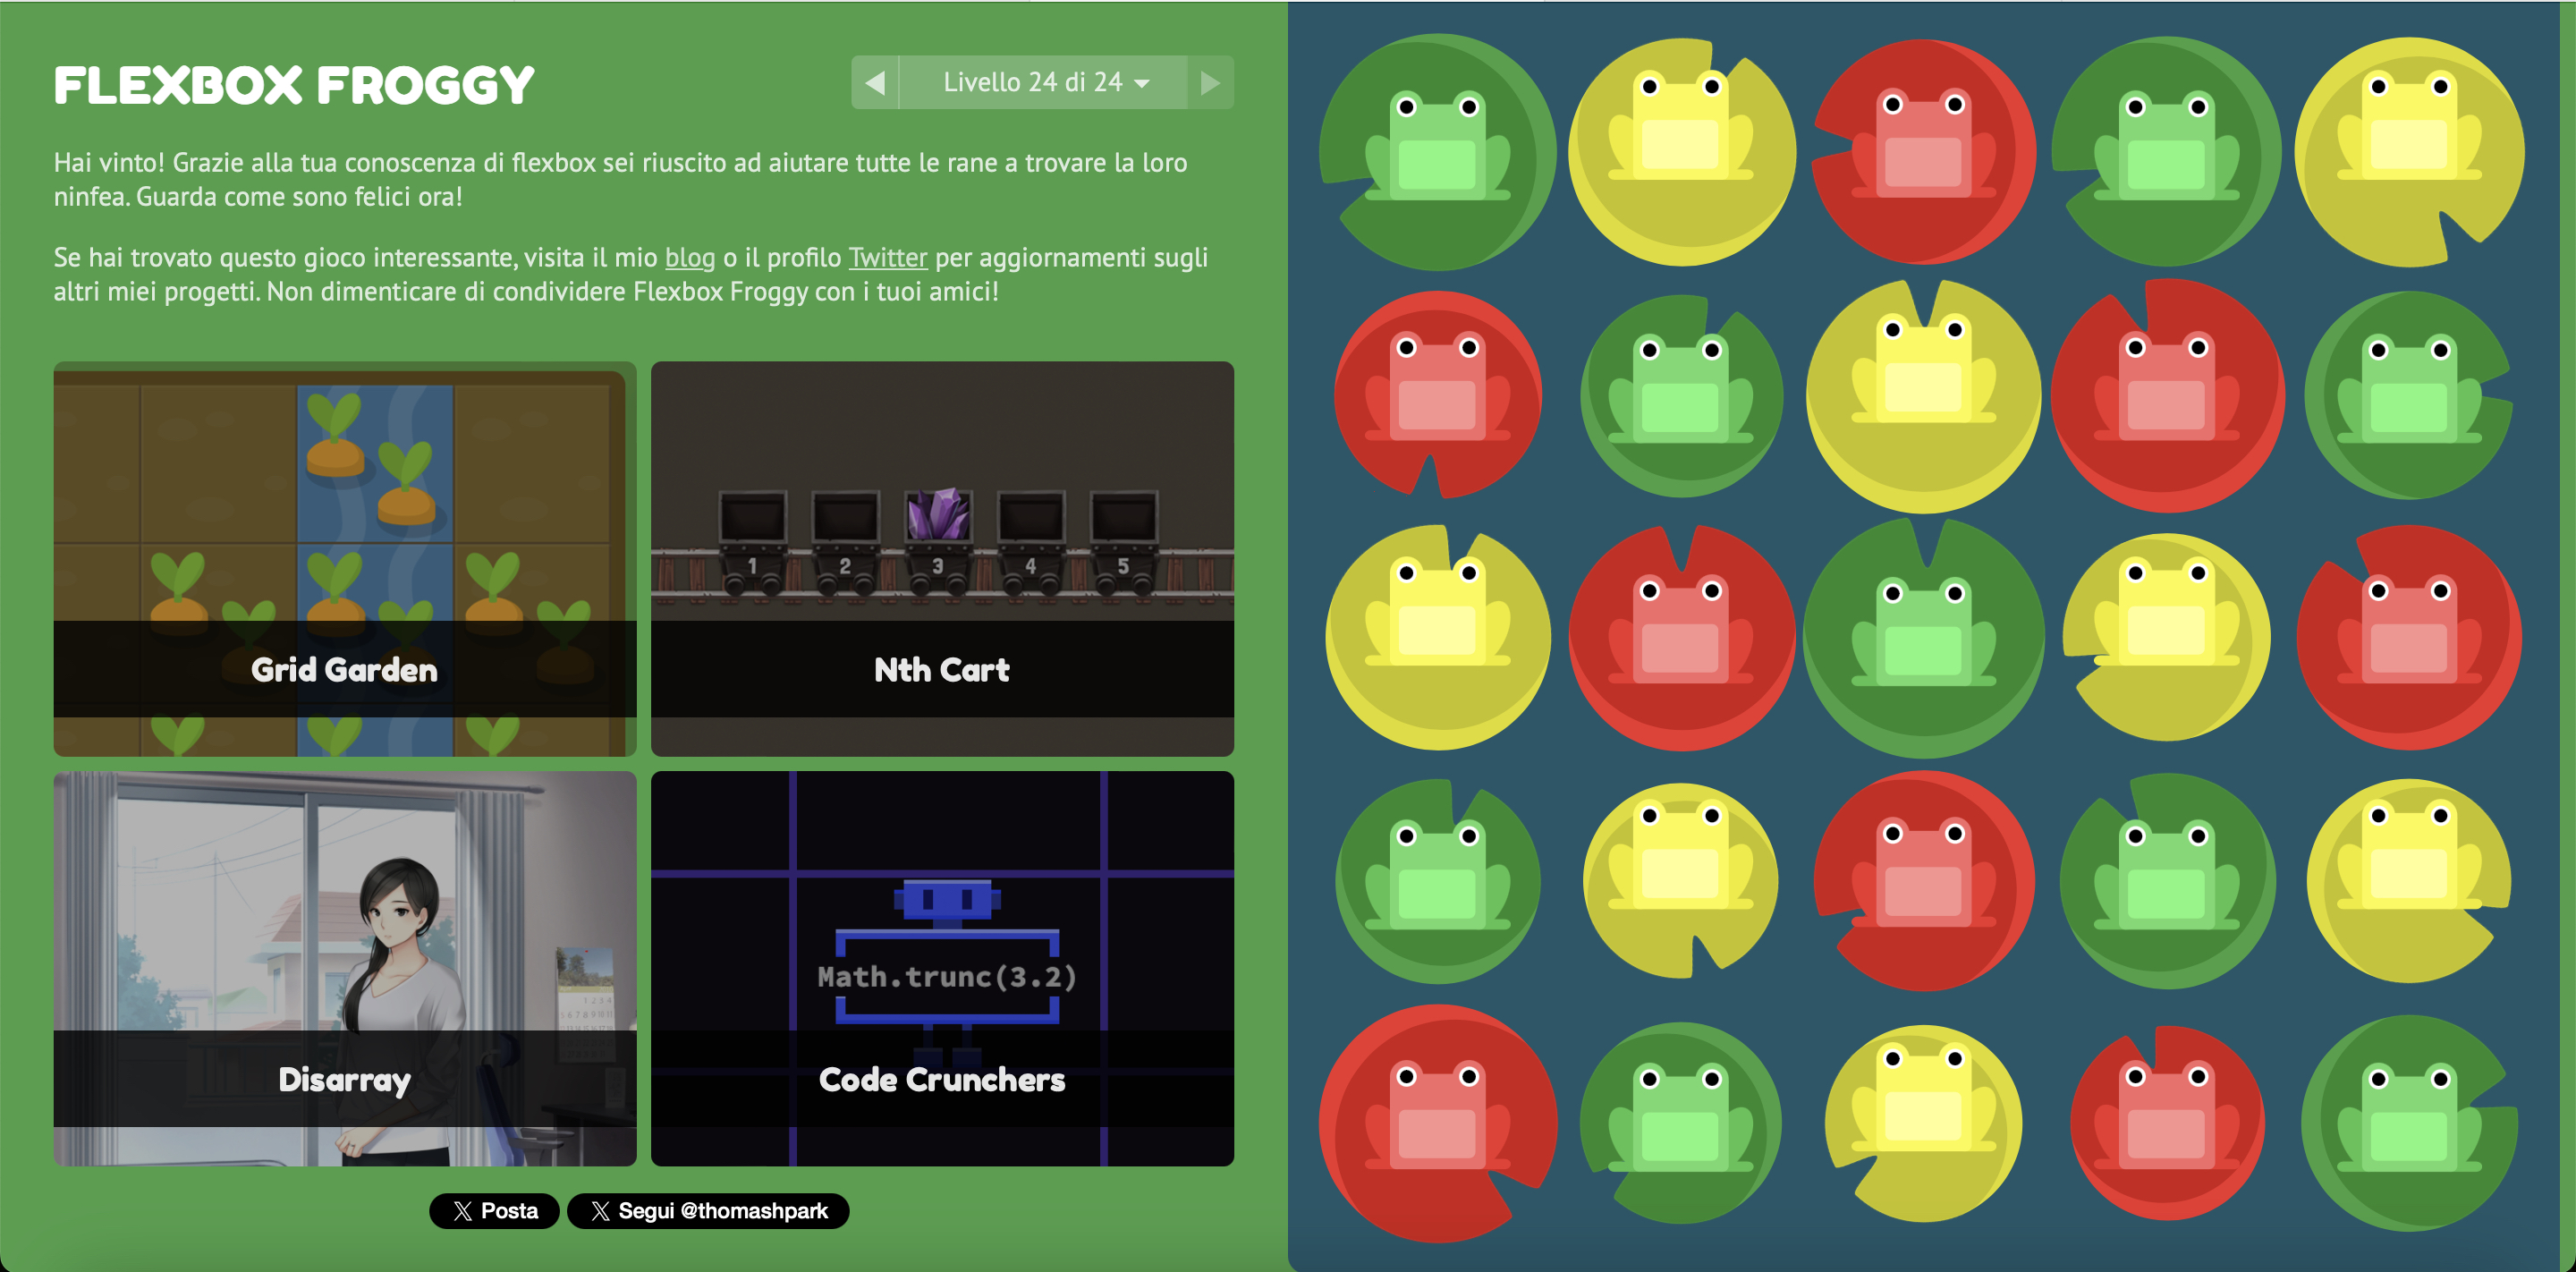 FLEXBOX FROGGY
Livello 24 di 24
Hai vinto! Grazie alla tua conoscenza di flexbox sei riuscito ad aiutare tutte le rane a trovare la loro
ninfea. Guarda come sono felici ora!
Se hai trovato questo gioco interessante, visita il mio blog o il profilo Twitter per aggiornamenti sugli
altri miei progetti. Non dimenticare di condividere Flexbox Froggy con i tuoi amici!
1 2 3 4 5
Grid Garden
Nth Cart
Math.trunc(3.2)
Disarray
Code Crunchers
Posta
Segui @thomashpark